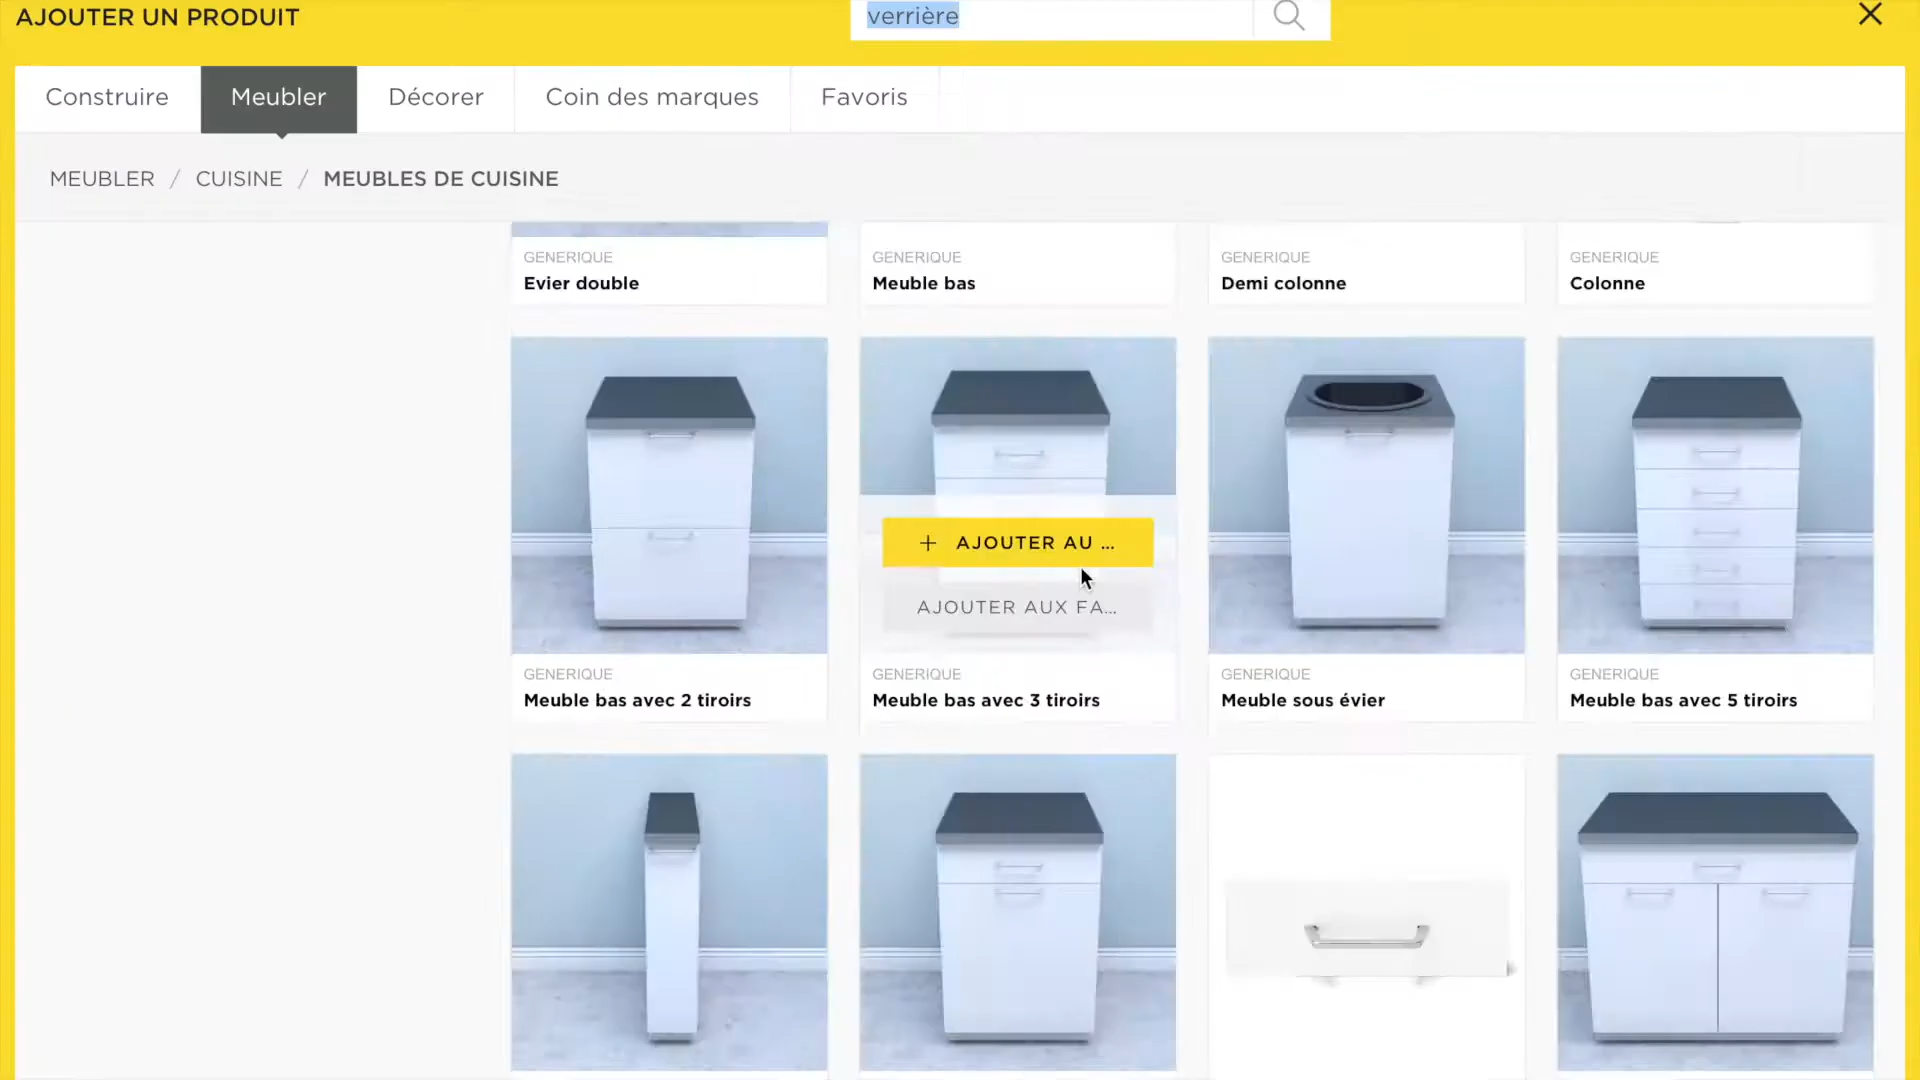 AJOUTER UN PRODUIT
verrière
Construire
Meubler
Décorer
Coin des marques
Favoris
MEUBLER / CUISINE / MEUBLES DE CUISINE
GENERIQUE
Evier double
GENERIQUE
Meuble bas
GENERIQUE
Demi colonne
GENERIQUE
Colonne
+ AJOUTER AU ...
AJOUTER AUX FA...
GENERIQUE
Meuble bas avec 2 tiroirs
GENERIQUE
Meuble bas avec 3 tiroirs
GENERIQUE
Meuble sous évier
GENERIQUE
Meuble bas avec 5 tiroirs